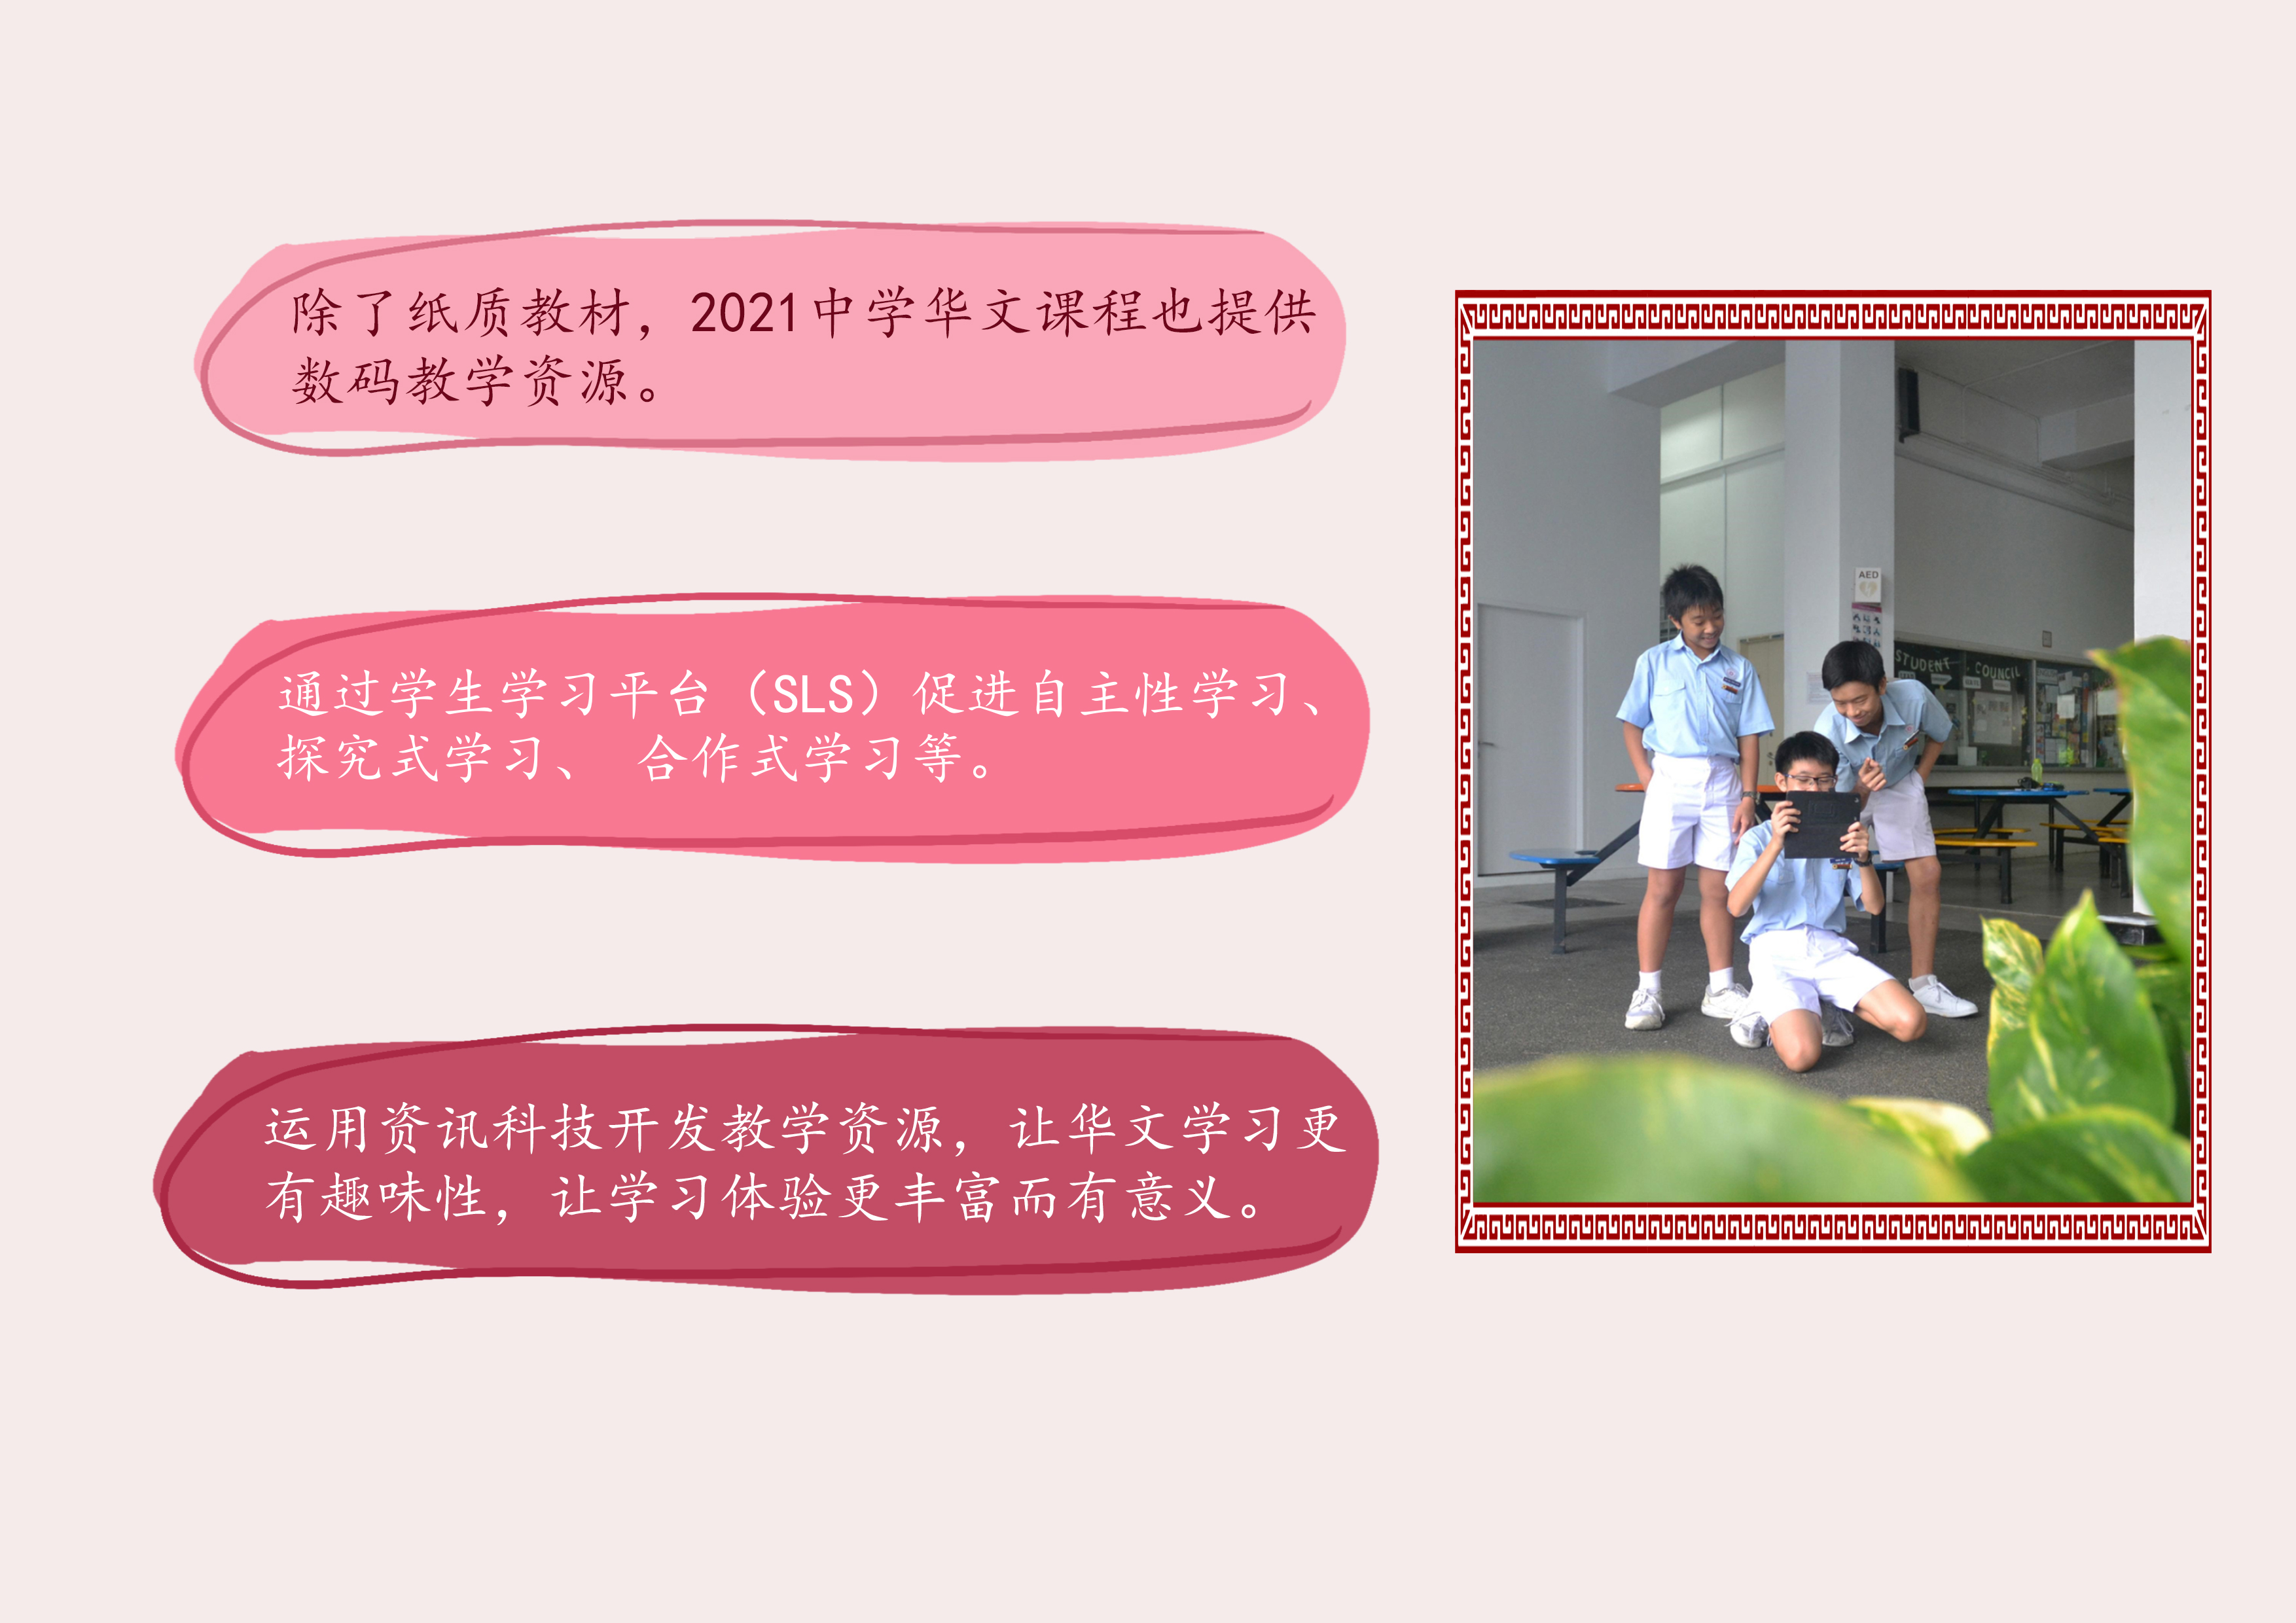 除了纸质教材，2021中学华文课程也提供
数码教学资源。
通过学生学习平台（SLS）促进自主性学习、
探究式学习、 合作式学习等。
运用资讯科技开发教学资源，让华文学习更
有趣味性，让学习体验更丰富而有意义。
AED
STUDENT COUNCIL